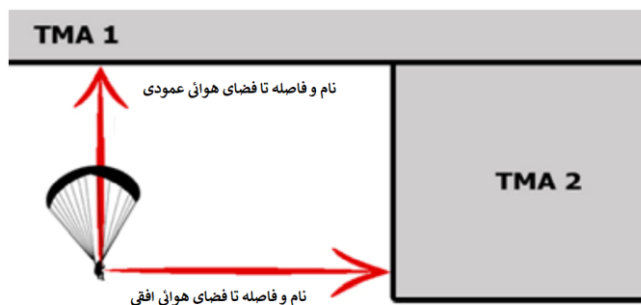 TMA 1
نام و فاصله تا فضای هوائی عمودی
TMA 2
نام و فاصله تا فضای هوائی افقی